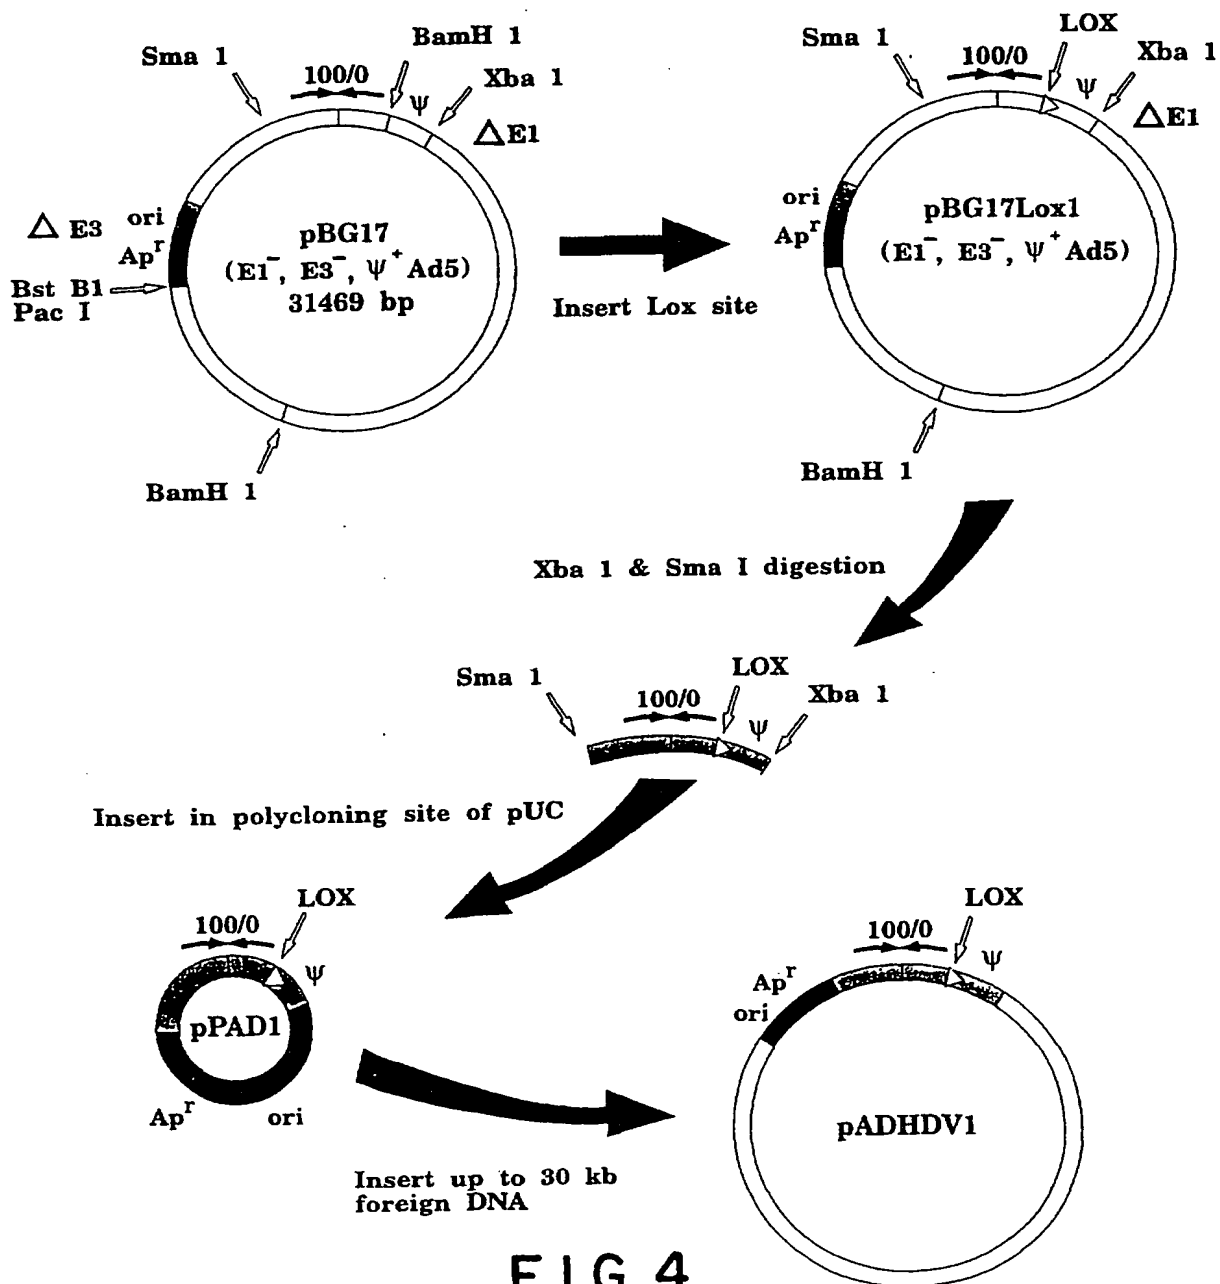 Sma 1
100/0
BamH 1
Xba 1
ψ
△ E1
△ E3
ori
Ap^r
Bst B1
Pac I
pBG17
(E1⁻, E3⁻, ψ⁺ Ad5)
31469 bp
BamH 1
Insert Lox site
Sma 1
100/0
LOX
Xba 1
ψ
△ E1
ori
Ap^r
pBG17Lox1
(E1⁻, E3⁻, ψ⁺ Ad5)
BamH 1
Xba 1 & Sma I digestion
Sma 1
100/0
LOX
ψ
Xba 1
Insert in polycloning site of pUC
100/0
LOX
ψ
pPAD1
Ap^r
ori
Insert up to 30 kb
foreign DNA
100/0
LOX
ψ
Ap^r
ori
pADHDV1
FIG 4